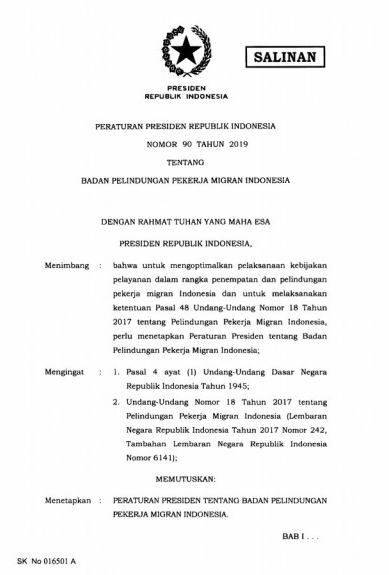 SALINAN
PRESIDEN
REPUBLIK INDONESIA
PERATURAN PRESIDEN REPUBLIK INDONESIA
NOMOR 90 TAHUN 2019
TENTANG
BADAN PELINDUNGAN PEKERJA MIGRAN INDONESIA
DENGAN RAHMAT TUHAN YANG MAHA ESA
PRESIDEN REPUBLIK INDONESIA,
Menimbang : bahwa untuk mengoptimalkan pelaksanaan kebijakan
pelayanan dalam rangka penempatan dan pelindungan
pekerja migran Indonesia dan untuk melaksanakan
ketentuan Pasal 48 Undang-Undang Nomor 18 Tahun
2017 tentang Pelindungan Pekerja Migran Indonesia,
perlu menetapkan Peraturan Presiden tentang Badan
Pelindungan Pekerja Migran Indonesia;
Mengingat : 1. Pasal 4 ayat (1) Undang-Undang Dasar Negara
Republik Indonesia Tahun 1945;
2. Undang-Undang Nomor 18 Tahun 2017 tentang
Pelindungan Pekerja Migran Indonesia (Lembaran
Negara Republik Indonesia Tahun 2017 Nomor 242,
Tambahan Lembaran Negara Republik Indonesia
Nomor 6141);
MEMUTUSKAN:
Menetapkan : PERATURAN PRESIDEN TENTANG BADAN PELINDUNGAN
PEKERJA MIGRAN INDONESIA.
BAB I . . .
SK No 016501 A